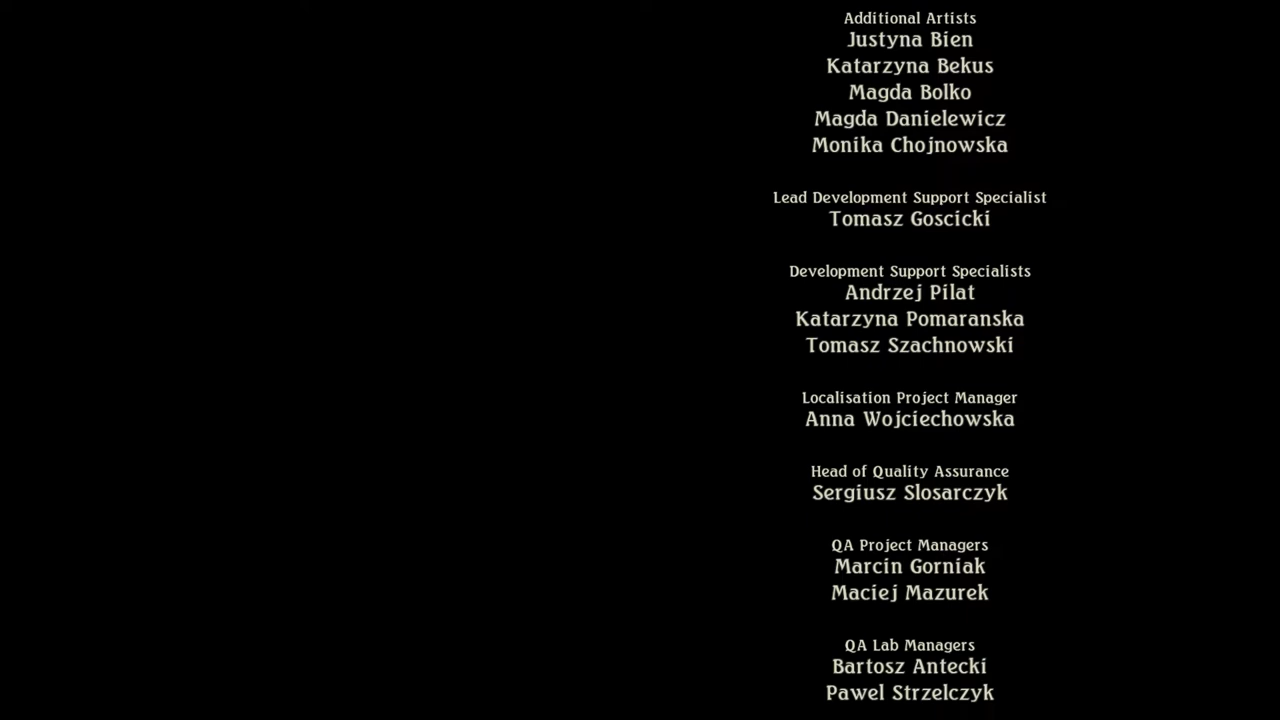 Additional Artists
Justyna Bien
Katarzyna Bekus
Magda Bolko
Magda Danielewicz
Monika Chojnowska
Lead Development Support Specialist
Tomasz Goscicki
Development Support Specialists
Andrzej Pilat
Katarzyna Pomaranska
Tomasz Szachnowski
Localisation Project Manager
Anna Wojciechowska
Head of Quality Assurance
Sergiusz Slosarczyk
QA Project Managers
Marcin Gorniak
Maciej Mazurek
QA Lab Managers
Bartosz Antecki
Pawel Strzelczyk